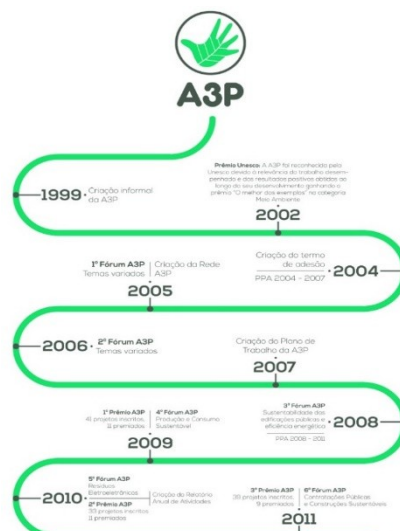 A3P
1999
Criação informal
da A3P
Prêmio Unesco: A A3P foi reconhecida pela
Unesco devido à relevância do trabalho desem-
penhado e dos resultados positivos obtidos ao
longo do seu desenvolvimento ganhando o
prêmio "O melhor dos exemplos" na categoria
Meio Ambiente
2002
Criação do termo
de adesão
PPA 2004 - 2007
2004
1º Fórum A3P
Temas variados
Criação da Rede
A3P
2005
2006
2º Fórum A3P
Temas variados
Criação do Plano de
Trabalho da A3P
2007
3º Fórum A3P
Sustentabilidade das
edificações públicas e
eficiência energética
PPA 2008 - 201
2008
1º Prêmio A3P
41 projetos inscritos,
premiados
4º Fórum A3P
Produção e Consumo
Sustentável
2009
2010
5º Fórum A3P
Resíduos
Eletroeletrônicos
2º Prêmio A3P
33 projetos inscritos
premiados
Criação do Relatório
Anual de Atividades
3º Prêmio A3P
projetos inscritos
9 premiados
6º Fórum A3P
Contratações Públicas
e Construções Sustentáveis
2011